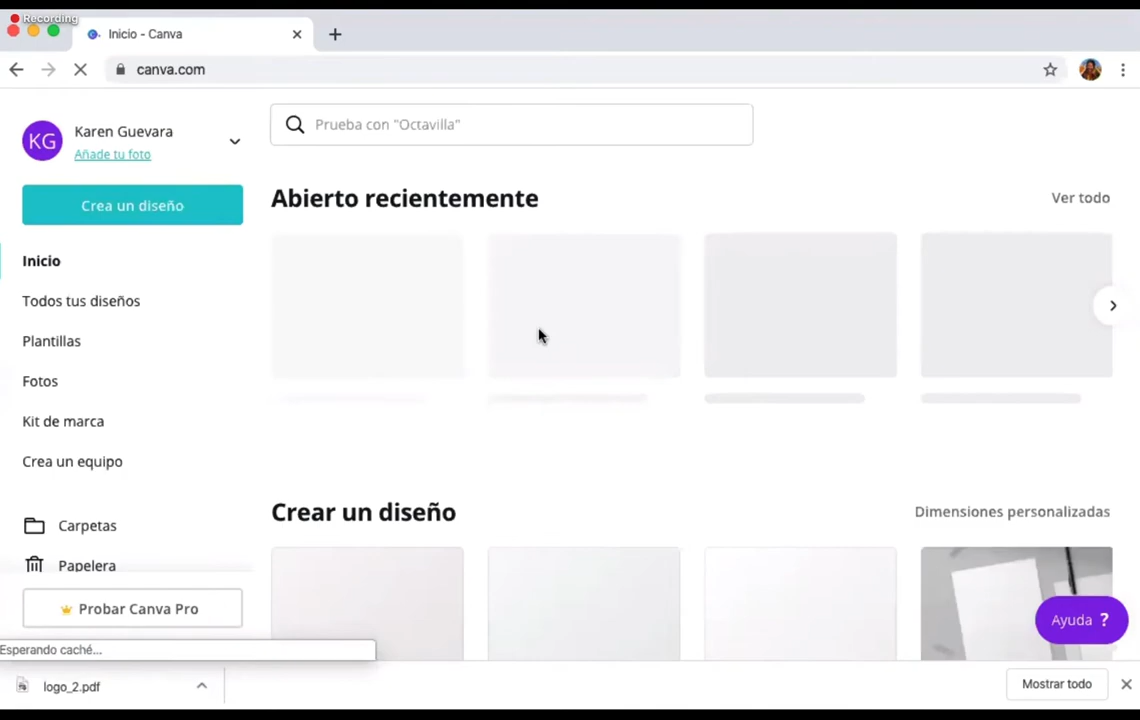 Recording
Inicio - Canva
canva.com
KG
Karen Guevara
Añade tu foto
Prueba con "Octavilla"
Crea un diseño
Abierto recientemente
Ver todo
Inicio
Todos tus diseños
Plantillas
Fotos
Kit de marca
Crea un equipo
Crear un diseño
Dimensiones personalizadas
Carpetas
Papelera
Probar Canva Pro
Ayuda ?
Esperando caché...
logo_2.pdf
Mostrar todo